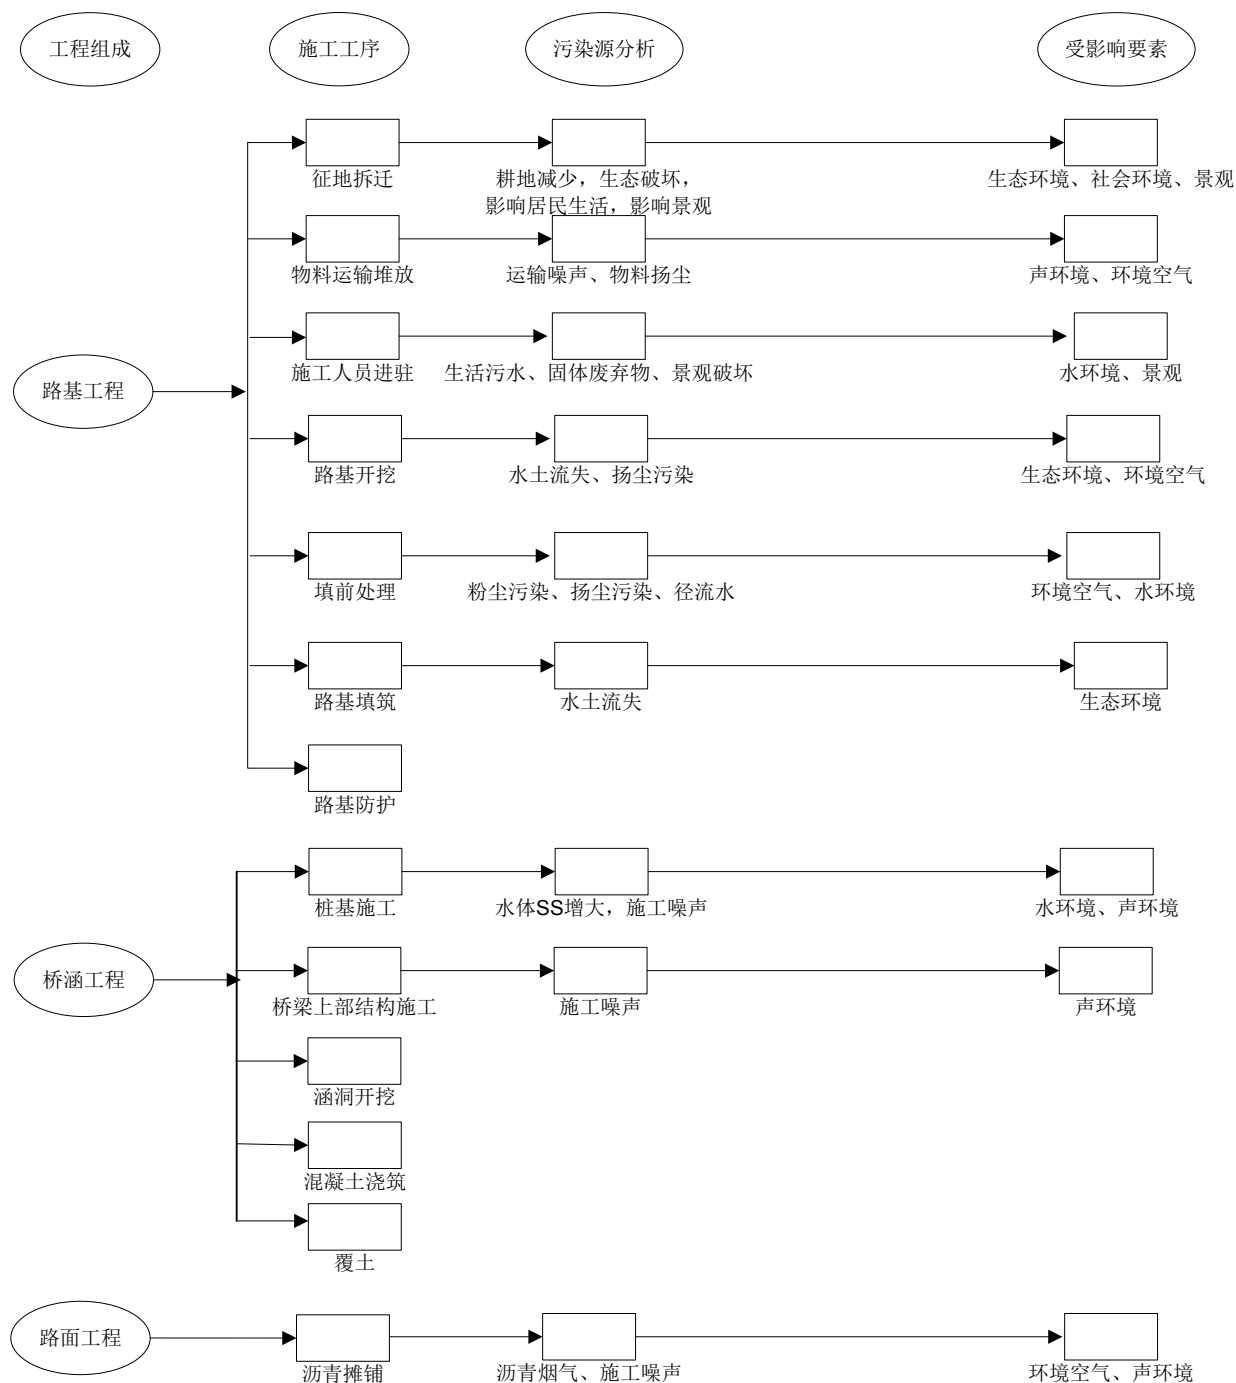 工程组成
施工工序
污染源分析
受影响要素
征地拆迁
耕地减少，生态破坏，
影响居民生活，影响景观
生态环境、社会环境、景观
物料运输堆放
运输噪声、物料扬尘
声环境、环境空气
路基工程
施工人员进驻
生活污水、固体废弃物、景观破坏
水环境、景观
路基开挖
水土流失、扬尘污染
生态环境、环境空气
填前处理
粉尘污染、扬尘污染、径流水
环境空气、水环境
路基填筑
水土流失
生态环境
路基防护
桩基施工
水体SS增大，施工噪声
水环境、声环境
桥涵工程
桥梁上部结构施工
施工噪声
声环境
涵洞开挖
混凝土浇筑
覆土
路面工程
沥青摊铺
沥青烟气、施工噪声
环境空气、声环境